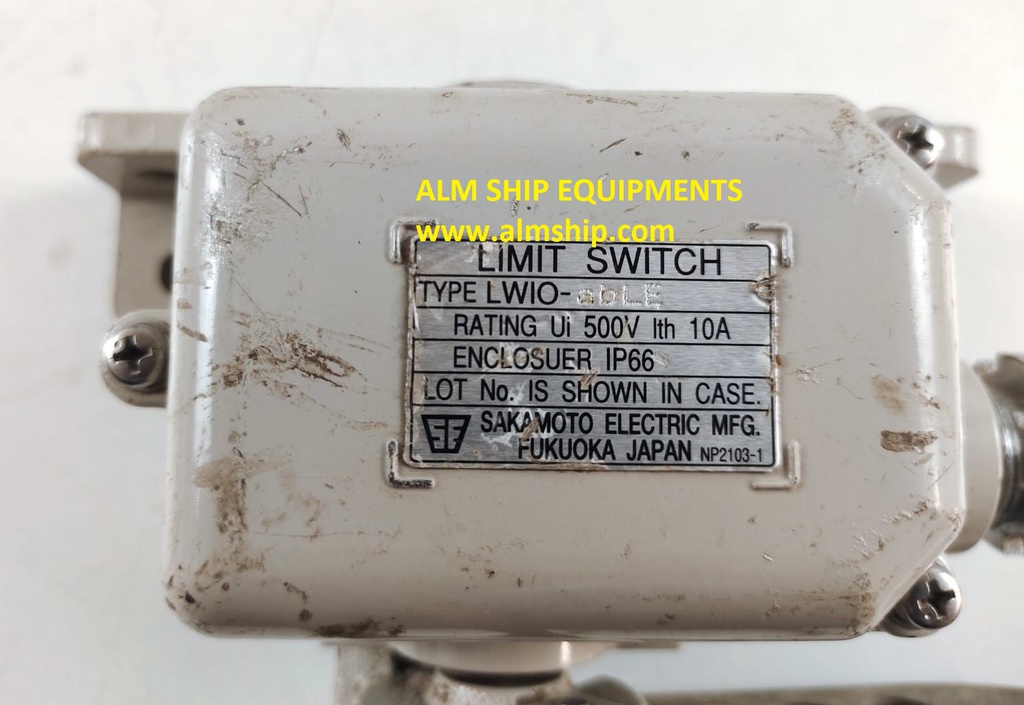 ALM SHIP EQUIPMENTS
www.almship.com
LIMIT SWITCH
TYPE LWIO-abLE
RATING Ui 500V Ith 10A
ENCLOSUER IP66
LOT No. IS SHOWN IN CASE.
SAKAMOTO ELECTRIC MFG.
FUKUOKA JAPAN NP2103-1